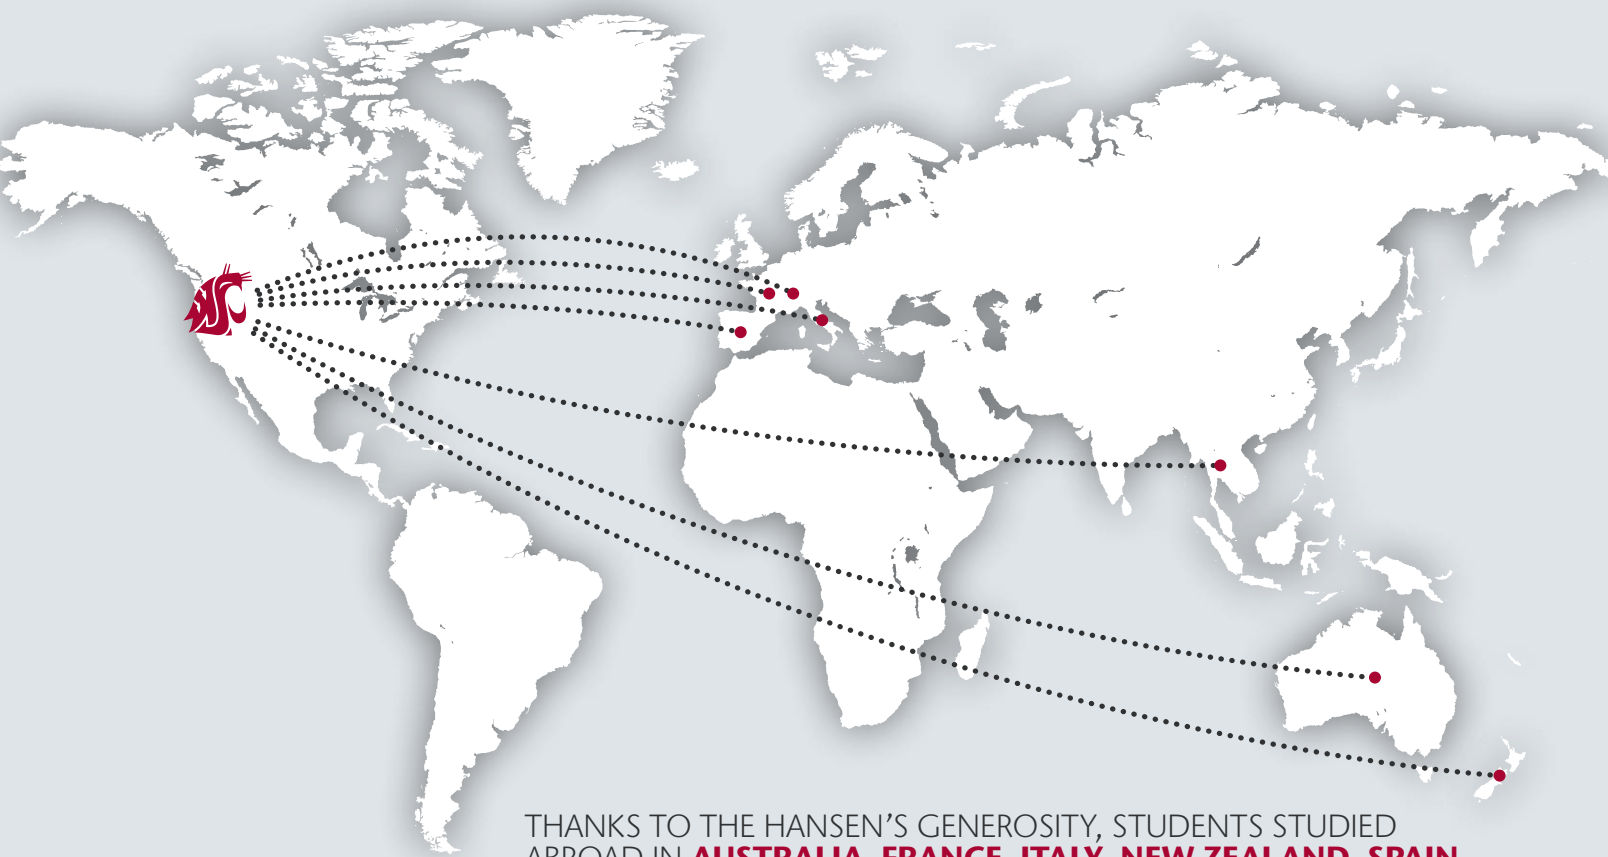 THANKS TO THE HANSEN'S GENEROSITY, STUDENTS STUDIED
ABROAD IN AUSTRALIA, FRANCE, ITALY, NEW ZEALAND, SPAIN